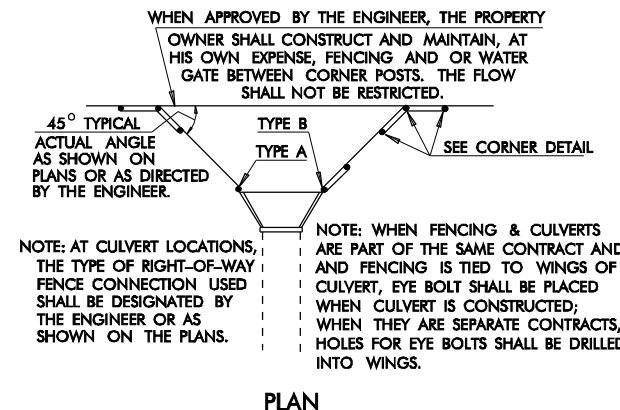 WHEN APPROVED BY THE ENGINEER, THE PROPERTY
OWNER SHALL CONSTRUCT AND MAINTAIN, AT
HIS OWN EXPENSE, FENCING AND OR WATER
GATE BETWEEN CORNER POSTS. THE FLOW
SHALL NOT BE RESTRICTED.
45° TYPICAL
ACTUAL ANGLE
AS SHOWN ON
PLANS OR AS DIRECTED
BY THE ENGINEER.
TYPE B
TYPE A
SEE CORNER DETAIL
NOTE: AT CULVERT LOCATIONS,
THE TYPE OF RIGHT-OF-WAY
FENCE CONNECTION USED
SHALL BE DESIGNATED BY
THE ENGINEER OR AS
SHOWN ON THE PLANS.
NOTE: WHEN FENCING & CULVERTS
ARE PART OF THE SAME CONTRACT AND
AND FENCING IS TIED TO WINGS OF
CULVERT, EYE BOLT SHALL BE PLACED
WHEN CULVERT IS CONSTRUCTED;
WHEN THEY ARE SEPARATE CONTRACTS,
HOLES FOR EYE BOLTS SHALL BE DRILLED
INTO WINGS.
PLAN